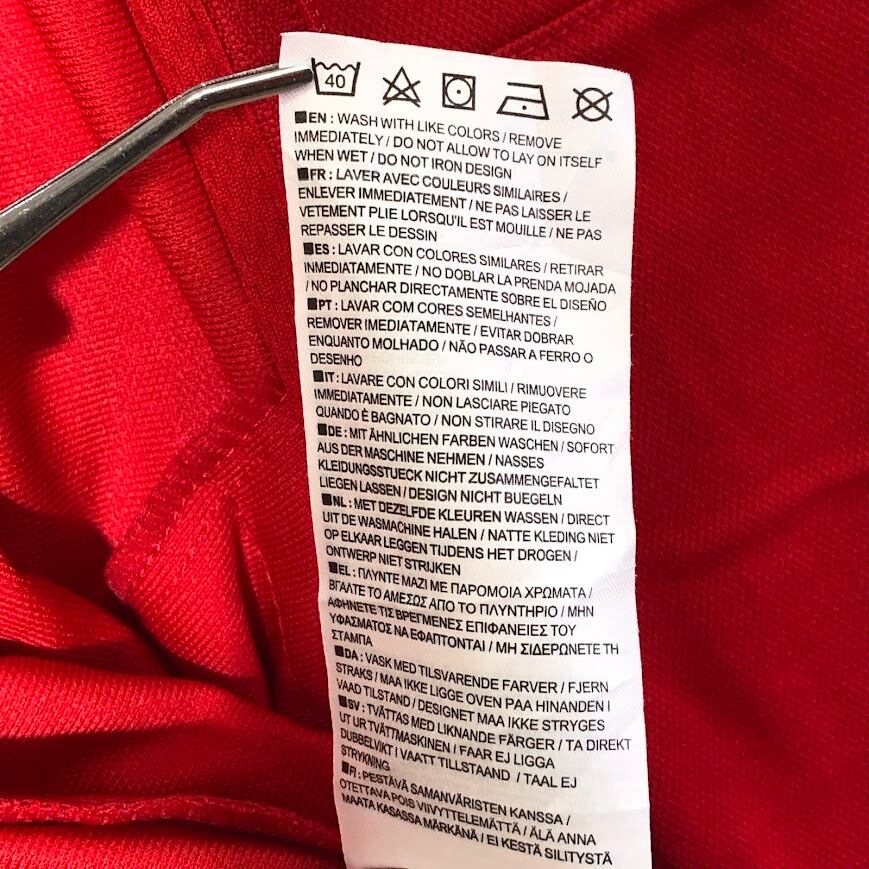 40
EN : WASH WITH LIKE COLORS / REMOVE
IMMEDIATELY / DO NOT ALLOW TO LAY ON ITSELF
WHEN WET / DO NOT IRON DESIGN
FR : LAVER AVEC COULEURS SIMILAIRES /
ENLEVER IMMEDIATEMENT / NE PAS LAISSER LE
VETEMENT PLIE LORSQU'IL EST MOUILLE / NE PAS
REPASSER LE DESSIN
ES : LAVAR CON COLORES SIMILARES / RETIRAR
INMEDIATAMENTE / NO DOBLAR LA PRENDA MOJADA
/ NO PLANCHAR DIRECTAMENTE SOBRE EL DISEÑO
PT : LAVAR COM CORES SEMELHANTES /
REMOVER IMEDIATAMENTE / EVITAR DOBRAR
ENQUANTO MOLHADO / NÃO PASSAR A FERRO O
DESENHO
IT : LAVARE CON COLORI SIMILI / RIMUOVERE
IMMEDIATAMENTE / NON LASCIARE PIEGATO
QUANDO È BAGNATO / NON STIRARE IL DISEGNO
DE : MIT ÄHNLICHEN FARBEN WASCHEN / SOFORT
AUS DER MASCHINE NEHMEN / NASSES
KLEIDUNGSSTUECK NICHT ZUSAMMENGEFALTET
LIEGEN LASSEN / DESIGN NICHT BUEGELN
NL : MET DEZELFDE KLEUREN WASSEN / DIRECT
UIT DE WASMACHINE HALEN / NATTE KLEDING NIET
OP ELKAAR LEGGEN TIJDENS HET DROGEN /
ONTWERP NIET STRIJKEN
EL : ΠΛΥΝΤΕ ΜΑΖΙ ΜΕ ΠΑΡΟΜΟΙΑ ΧΡΩΜΑΤΑ /
ΒΓΑΛΤΕ ΤΟ ΑΜΕΣΩΣ ΑΠΟ ΤΟ ΠΛΥΝΤΗΡΙΟ / ΜΗΝ
ΑΦΗΝΕΤΕ ΤΙΣ ΒΡΕΓΜΕΝΕΣ ΕΠΙΦΑΝΕΙΕΣ ΤΟΥ
ΥΦΑΣΜΑΤΟΣ ΝΑ ΕΦΑΠΤΟΝΤΑΙ / ΜΗ ΣΙΔΕΡΩΝΕΤΕ ΤΗ
ΣΤΑΜΠΑ
DA : VASK MED TILSVARENDE FARVER / FJERN
STRAKS / MAA IKKE LIGGE OVEN PAA HINANDEN I
VAAD TILSTAND / DESIGNET MAA IKKE STRYGES
SV : TVÄTTAS MED LIKNANDE FÄRGER / TA DIREKT
UT UR TVÄTTMASKINEN / FAAR EJ LIGGA
DUBBELVIKT I VAATT TILLSTAAND / TAAL EJ
STRYKNING
FI : PESTÄVÄ SAMANVÄRISTEN KANSSA /
OTETTAVA POIS VIIVYTTELEMÄTTÄ / ÄLÄ ANNA
MAATA KASASSA MÄRKÄNÄ / EI KESTÄ SILITYSTÄ